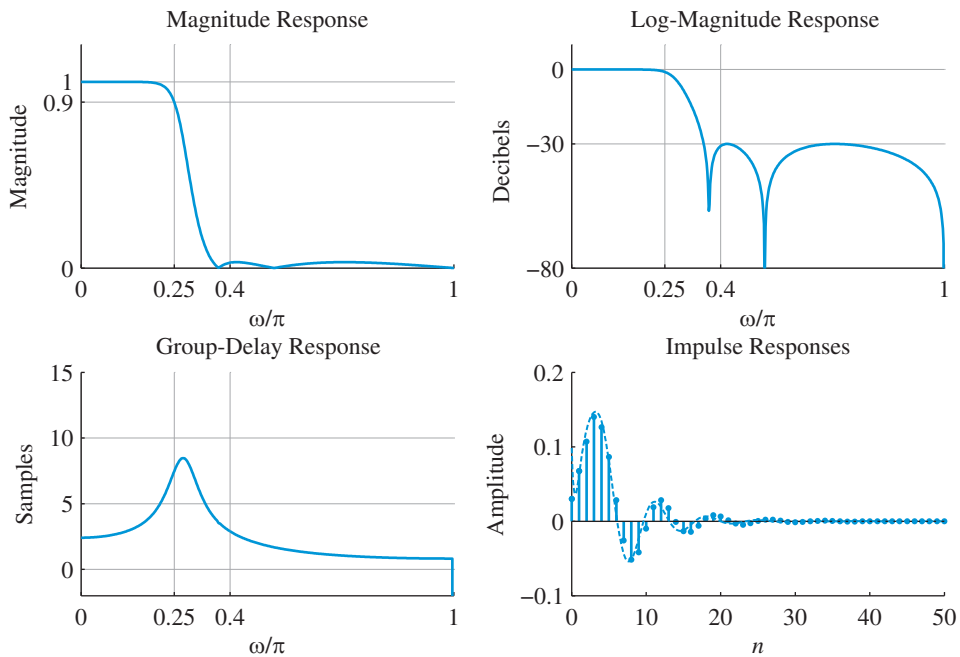 Magnitude Response
1
0.9
0
Magnitude
0 0.25 0.4 1
ω/π
Log-Magnitude Response
0
−30
−80
Decibels
0 0.25 0.4 1
ω/π
Group-Delay Response
15
10
5
0
Samples
0 0.25 0.4 1
ω/π
Impulse Responses
0.2
0.1
0
−0.1
Amplitude
0 10 20 30 40 50
n